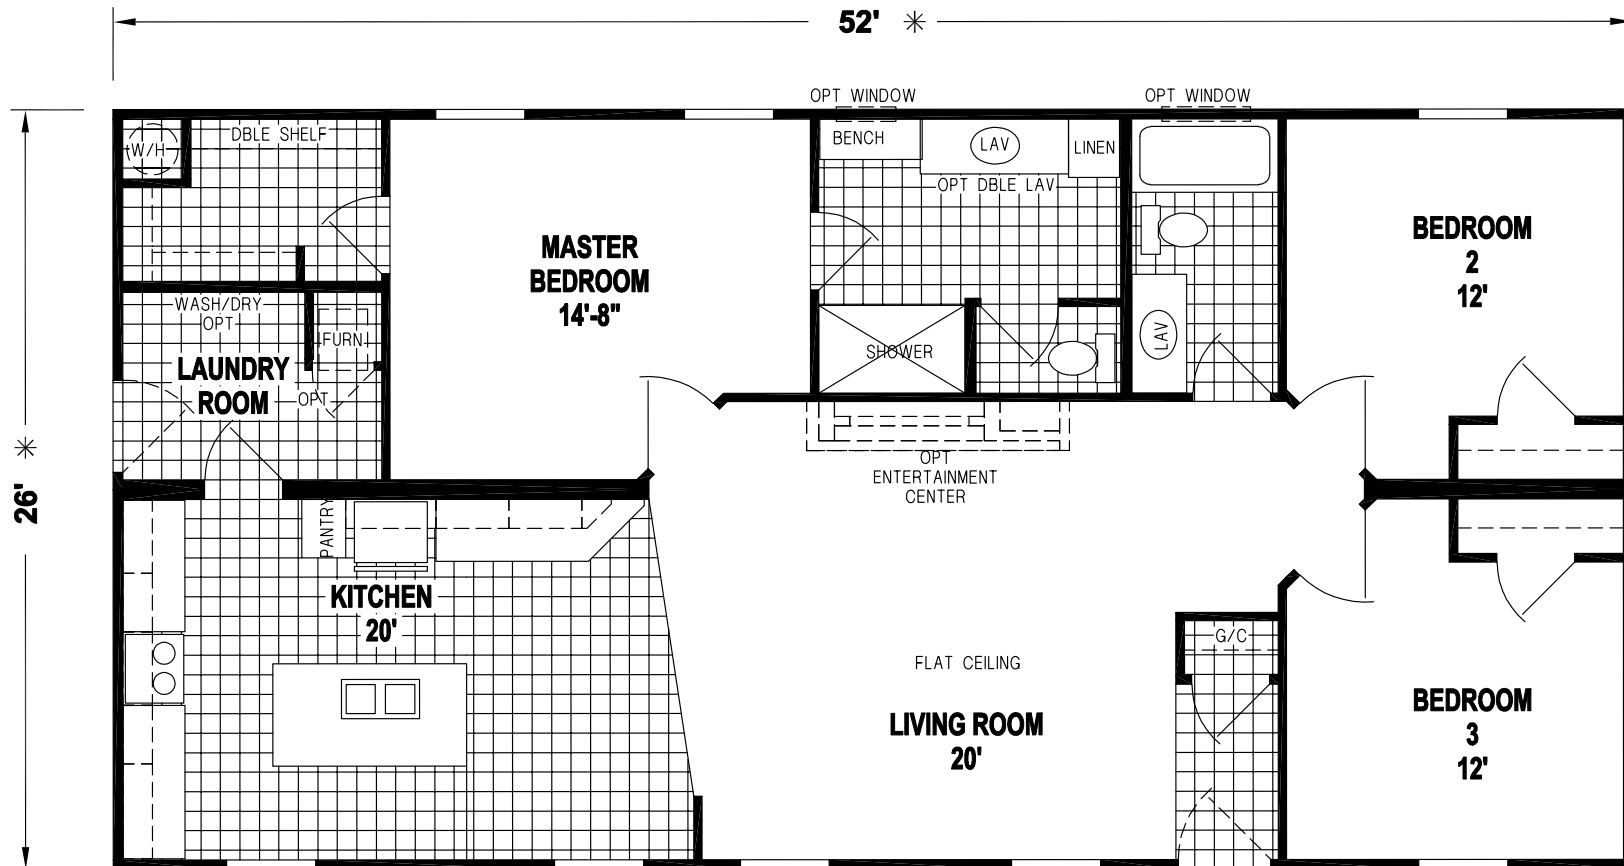 52' *
OPT WINDOW
OPT WINDOW
W/H
DBLE SHELF
BENCH
LAV
LINEN
OPT DBLE LAV
MASTER
BEDROOM
14'-8"
BEDROOM
2
12'
WASH/DRY
OPT
FURN
LAUNDRY
ROOM
OPT
SHOWER
LAV
26' *
OPT
ENTERTAINMENT
CENTER
PANTRY
KITCHEN
20'
G/C
FLAT CEILING
LIVING ROOM
20'
BEDROOM
3
12'